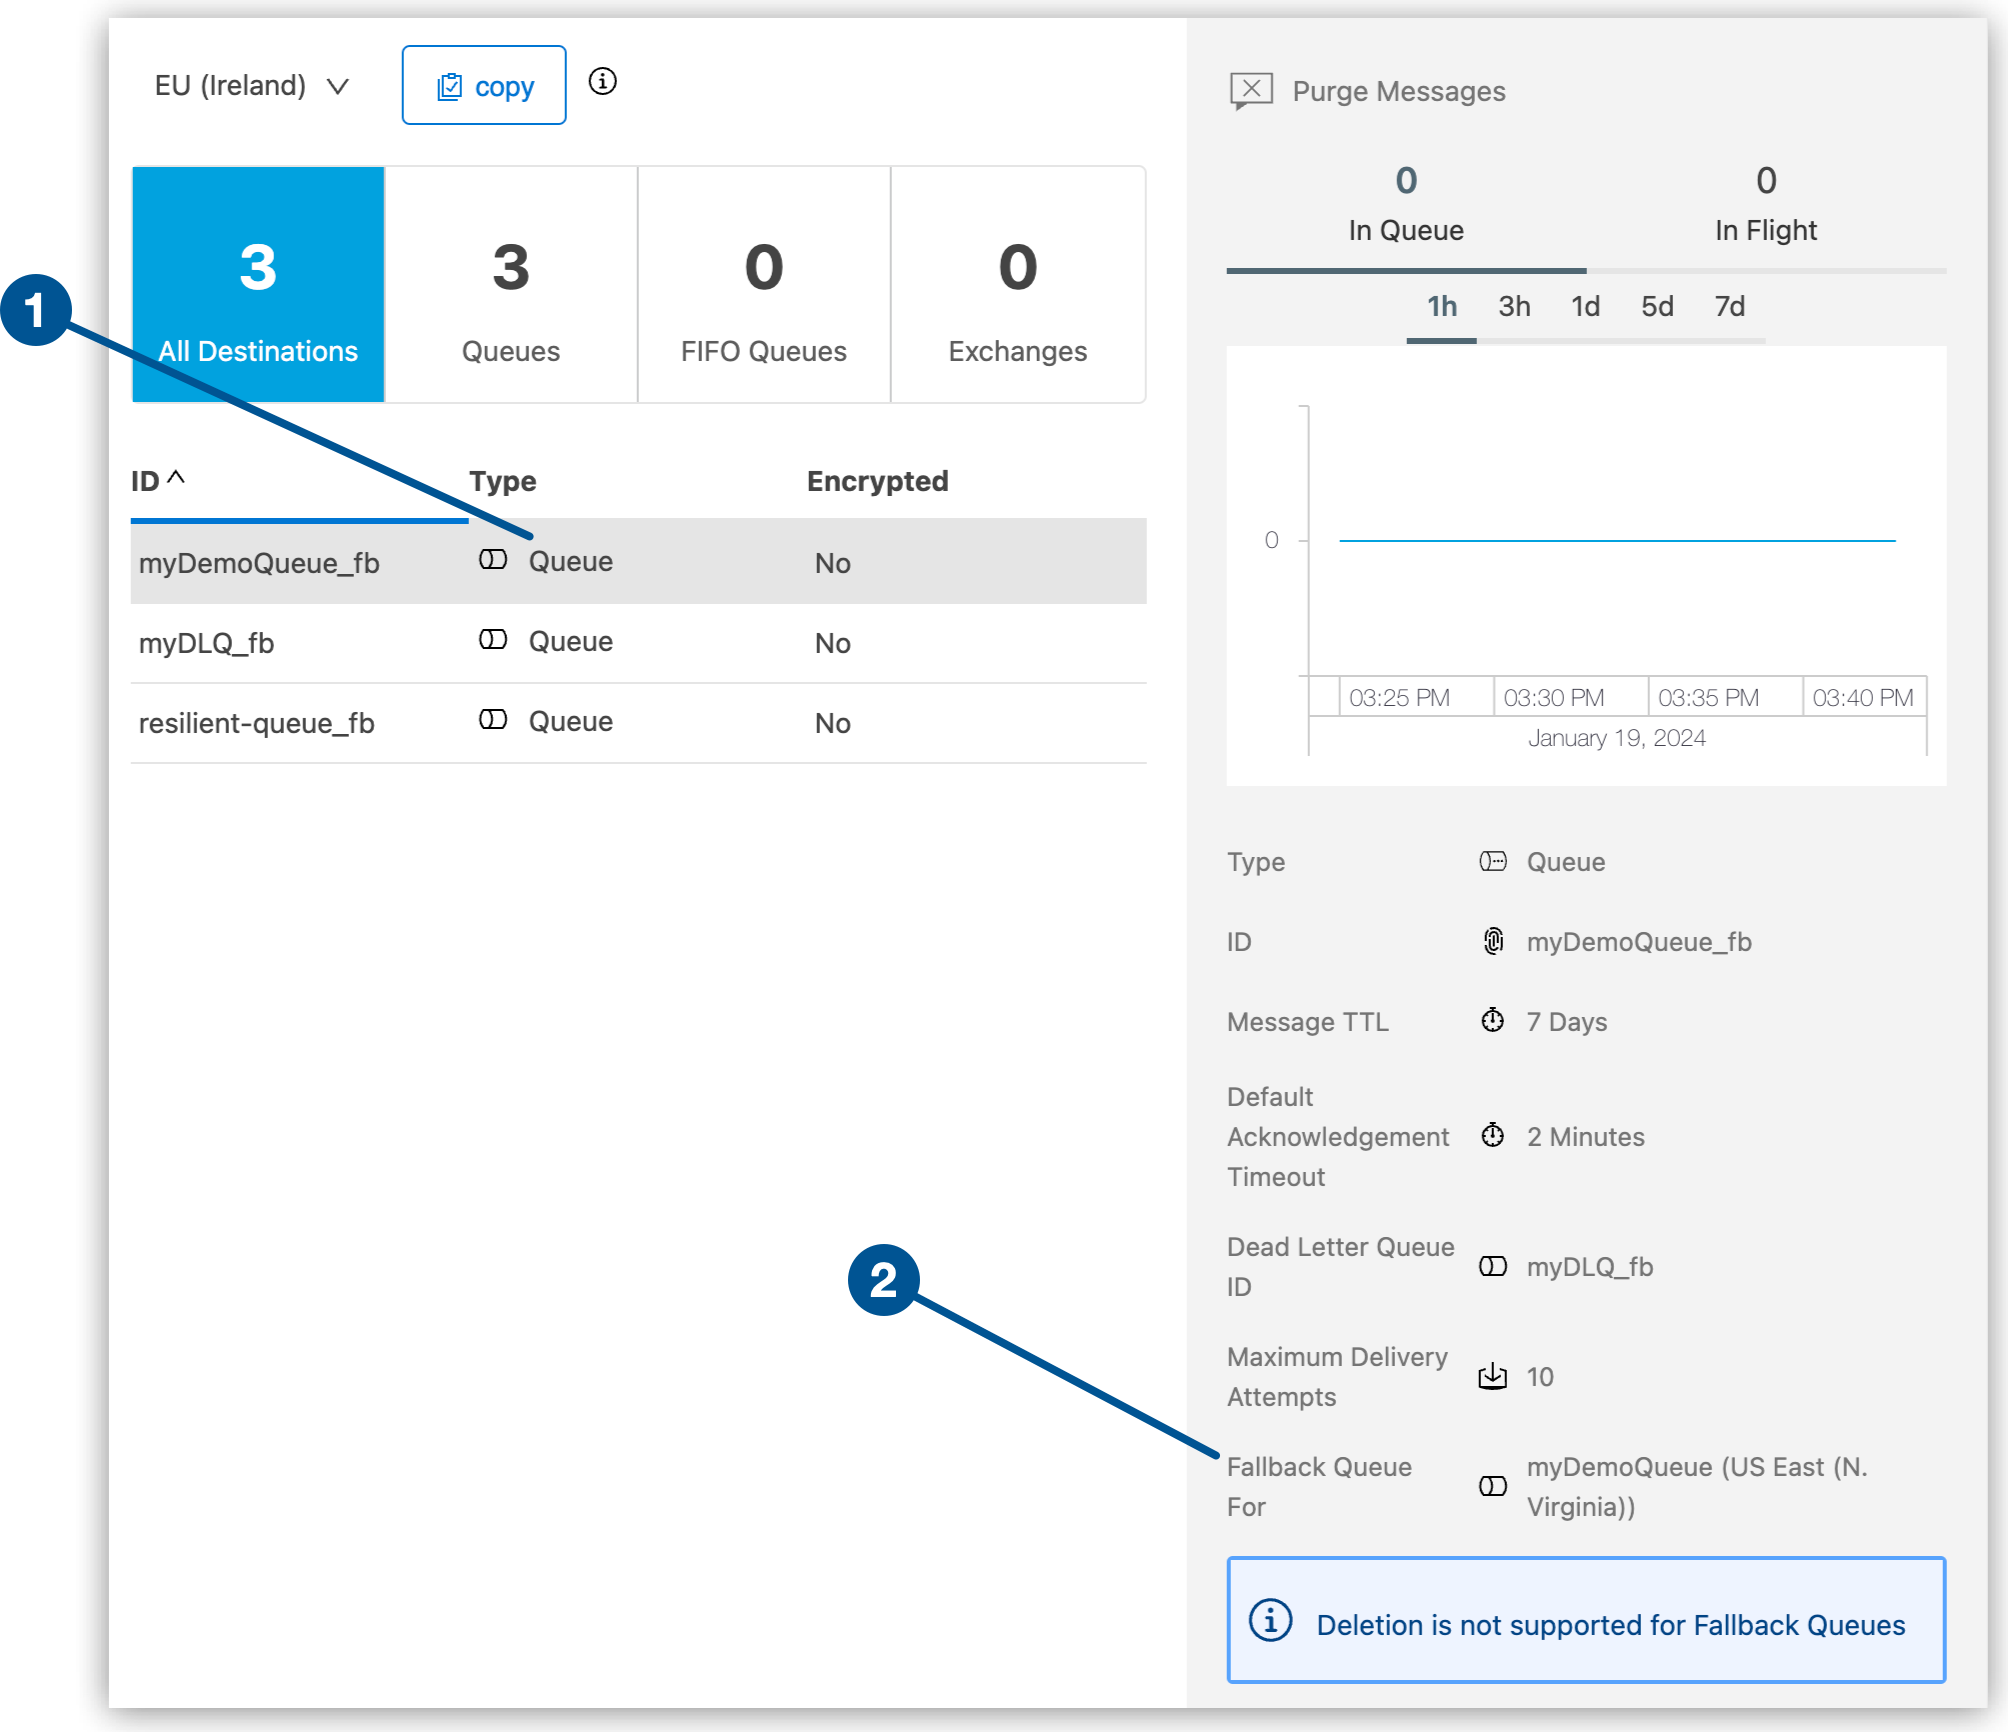 EU (Ireland)
copy
3
All Destinations
3
Queues
0
FIFO Queues
0
Exchanges
1
ID
Type
Encrypted
myDemoQueue_fb
Queue
No
myDLQ_fb
Queue
No
resilient-queue_fb
Queue
No
Purge Messages
0
In Queue
0
In Flight
1h
3h
1d
5d
7d
0
03:25 PM
03:30 PM
03:35 PM
03:40 PM
January 19, 2024
Type
Queue
ID
myDemoQueue_fb
Message TTL
7 Days
Default
Acknowledgement
Timeout
2 Minutes
2
Dead Letter Queue
ID
myDLQ_fb
Maximum Delivery
Attempts
10
Fallback Queue
For
myDemoQueue (US East (N.
Virginia))
Deletion is not supported for Fallback Queues